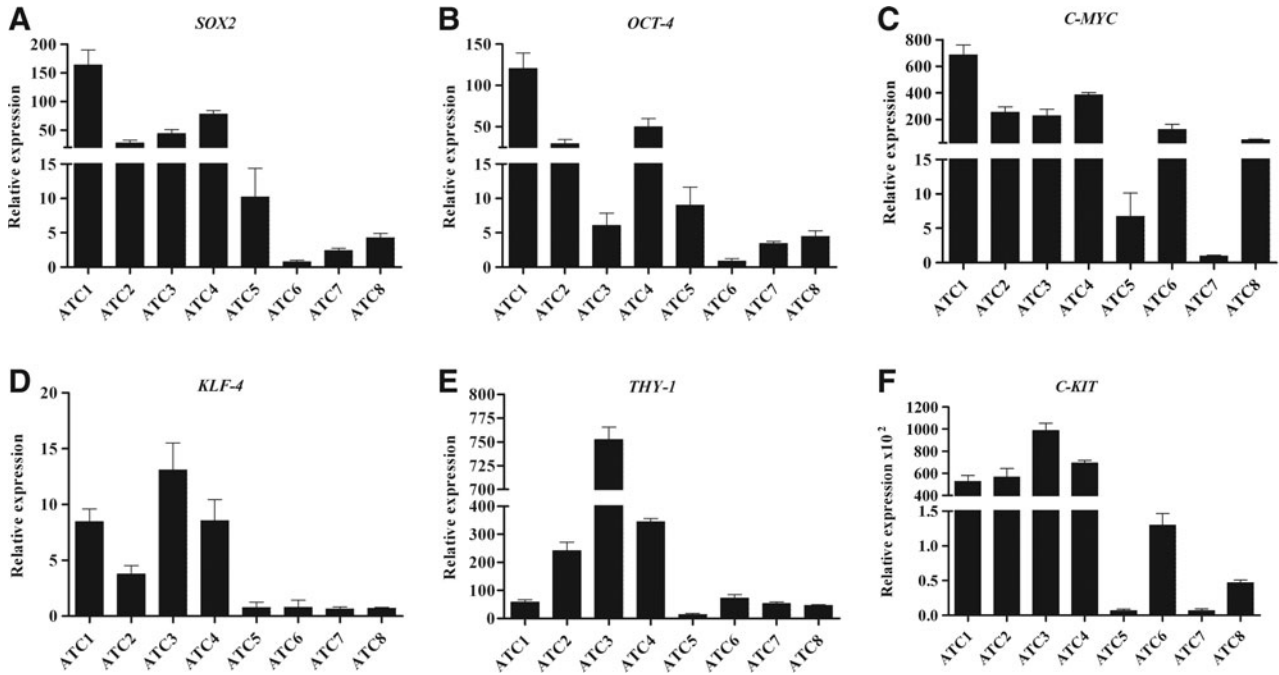 A
SOX2
Relative expression
200
150
100
50
15
10
5
0
ATC1
ATC2
ATC3
ATC4
ATC5
ATC6
ATC7
ATC8
B
OCT-4
Relative expression
150
100
50
15
10
5
0
ATC1
ATC2
ATC3
ATC4
ATC5
ATC6
ATC7
ATC8
C
C-MYC
Relative expression
800
600
400
200
15
10
5
0
ATC1
ATC2
ATC3
ATC4
ATC5
ATC6
ATC7
ATC8
D
KLF-4
Relative expression
20
15
10
5
0
ATC1
ATC2
ATC3
ATC4
ATC5
ATC6
ATC7
ATC8
E
THY-1
Relative expression
800
775
750
725
700
400
300
200
100
0
ATC1
ATC2
ATC3
ATC4
ATC5
ATC6
ATC7
ATC8
F
C-KIT
Relative expression x10²
1200
1000
800
600
400
1.5
1.0
0.5
0.0
ATC1
ATC2
ATC3
ATC4
ATC5
ATC6
ATC7
ATC8